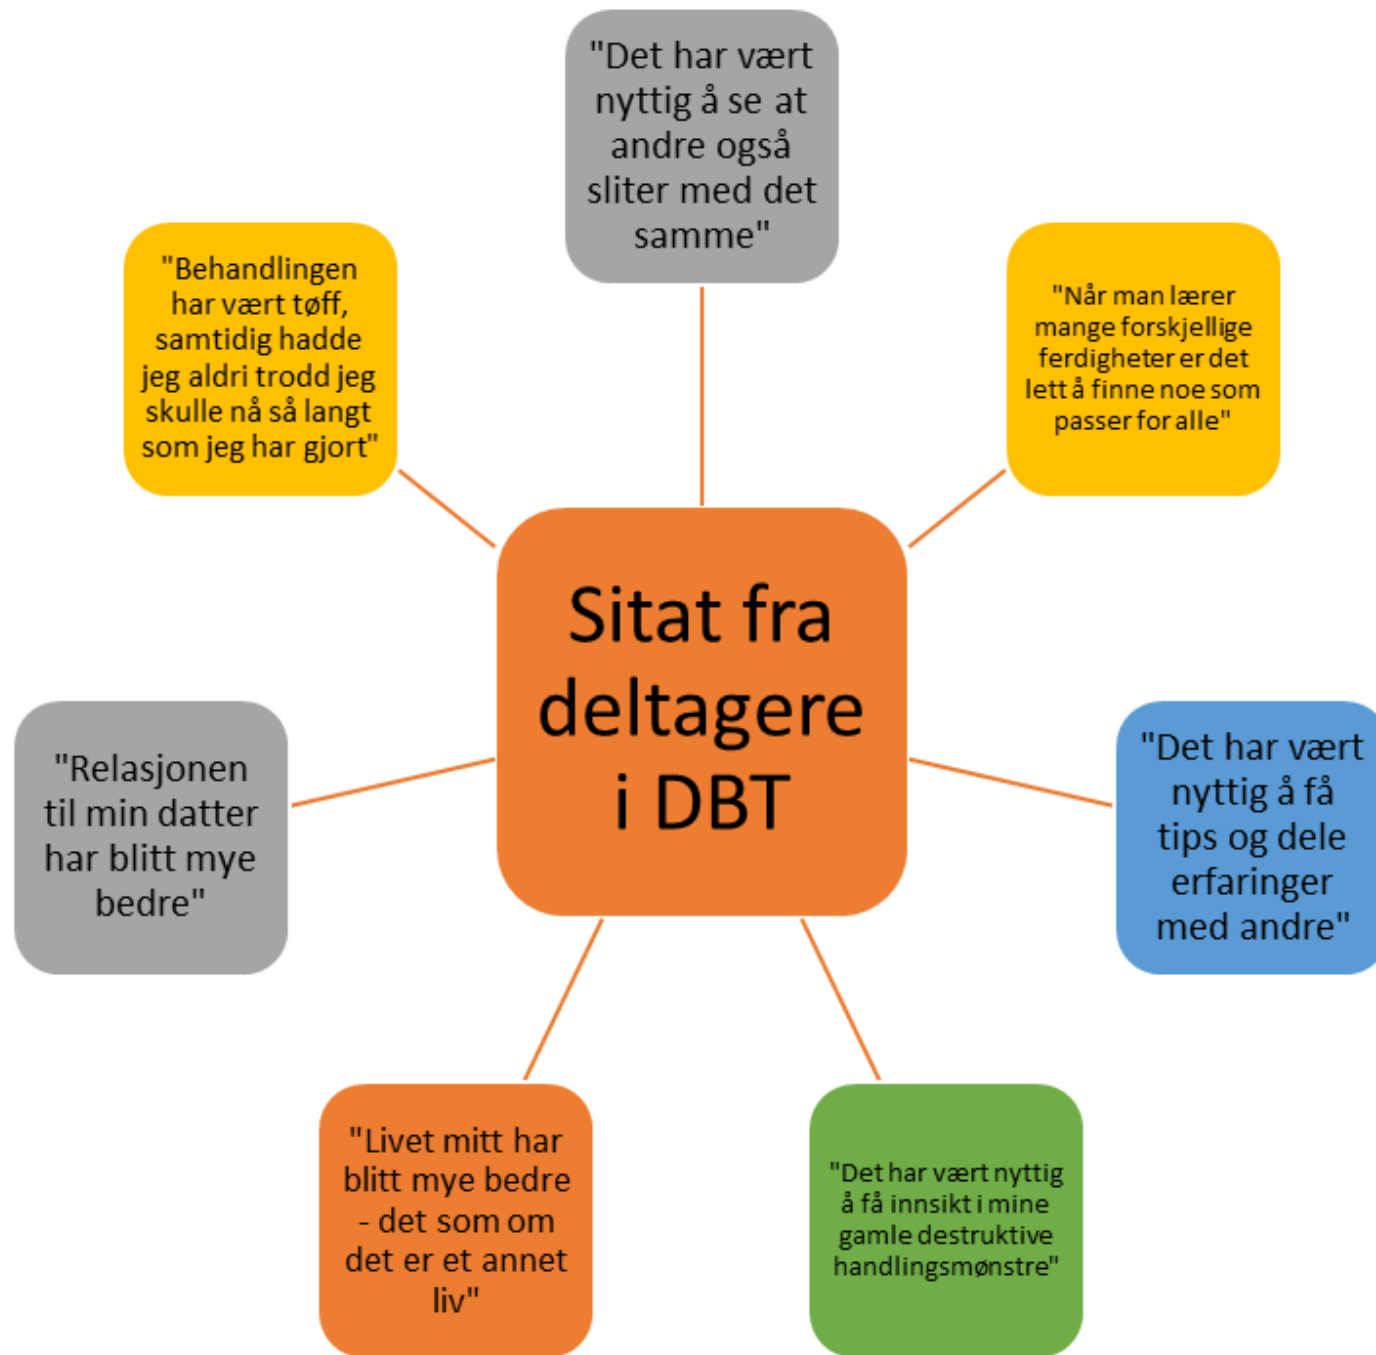 "Det har vært
nyttig å se at
andre også
sliter med det
samme"
"Behandlingen
har vært tøff,
samtidig hadde
jeg aldri trodd jeg
skulle nå så langt
som jeg har gjort"
"Når man lærer
mange forskjellige
ferdigheter er det
lett å finne noe som
passer for alle"
Sitat fra
deltagere
i DBT
"Relasjonen
til min datter
har blitt mye
bedre"
"Det har vært
nyttig å få
tips og dele
erfaringer
med andre"
"Livet mitt har
blitt mye bedre
- det som om
det er et annet
liv"
"Det har vært nyttig
å få innsikt i mine
gamle destruktive
handlingsmønstre"